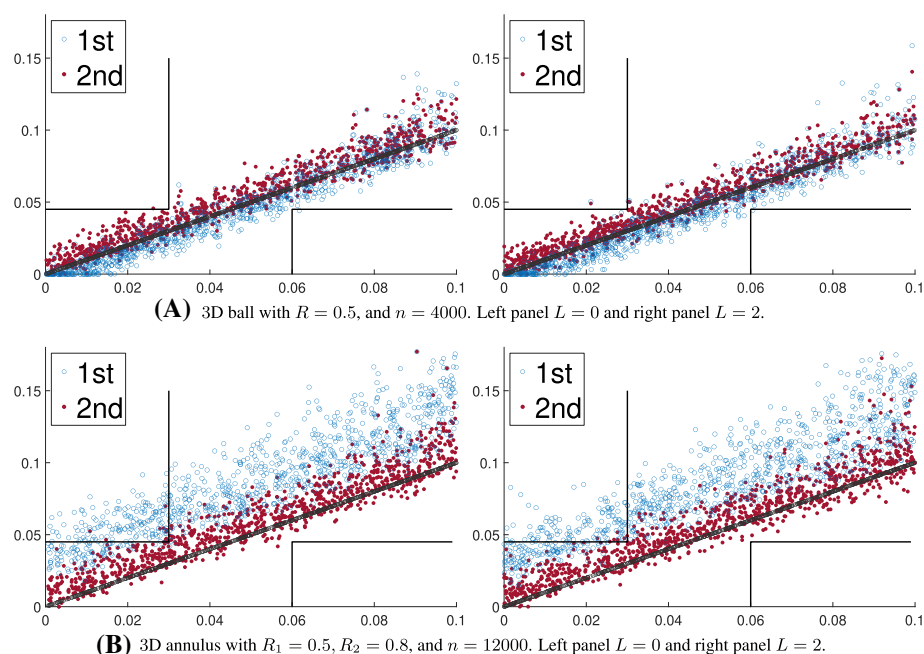 0.15
0.1
0.05
0
1st
2nd
0 0.02 0.04 0.06 0.08 0.1
0.15
0.1
0.05
0
1st
2nd
0 0.02 0.04 0.06 0.08 0.1
(A) 3D ball with R = 0.5, and n = 4000. Left panel L = 0 and right panel L = 2.
0.15
0.1
0.05
0
1st
2nd
0 0.02 0.04 0.06 0.08 0.1
0.15
0.1
0.05
0
1st
2nd
0 0.02 0.04 0.06 0.08 0.1
(B) 3D annulus with R₁ = 0.5, R₂ = 0.8, and n = 12000. Left panel L = 0 and right panel L = 2.